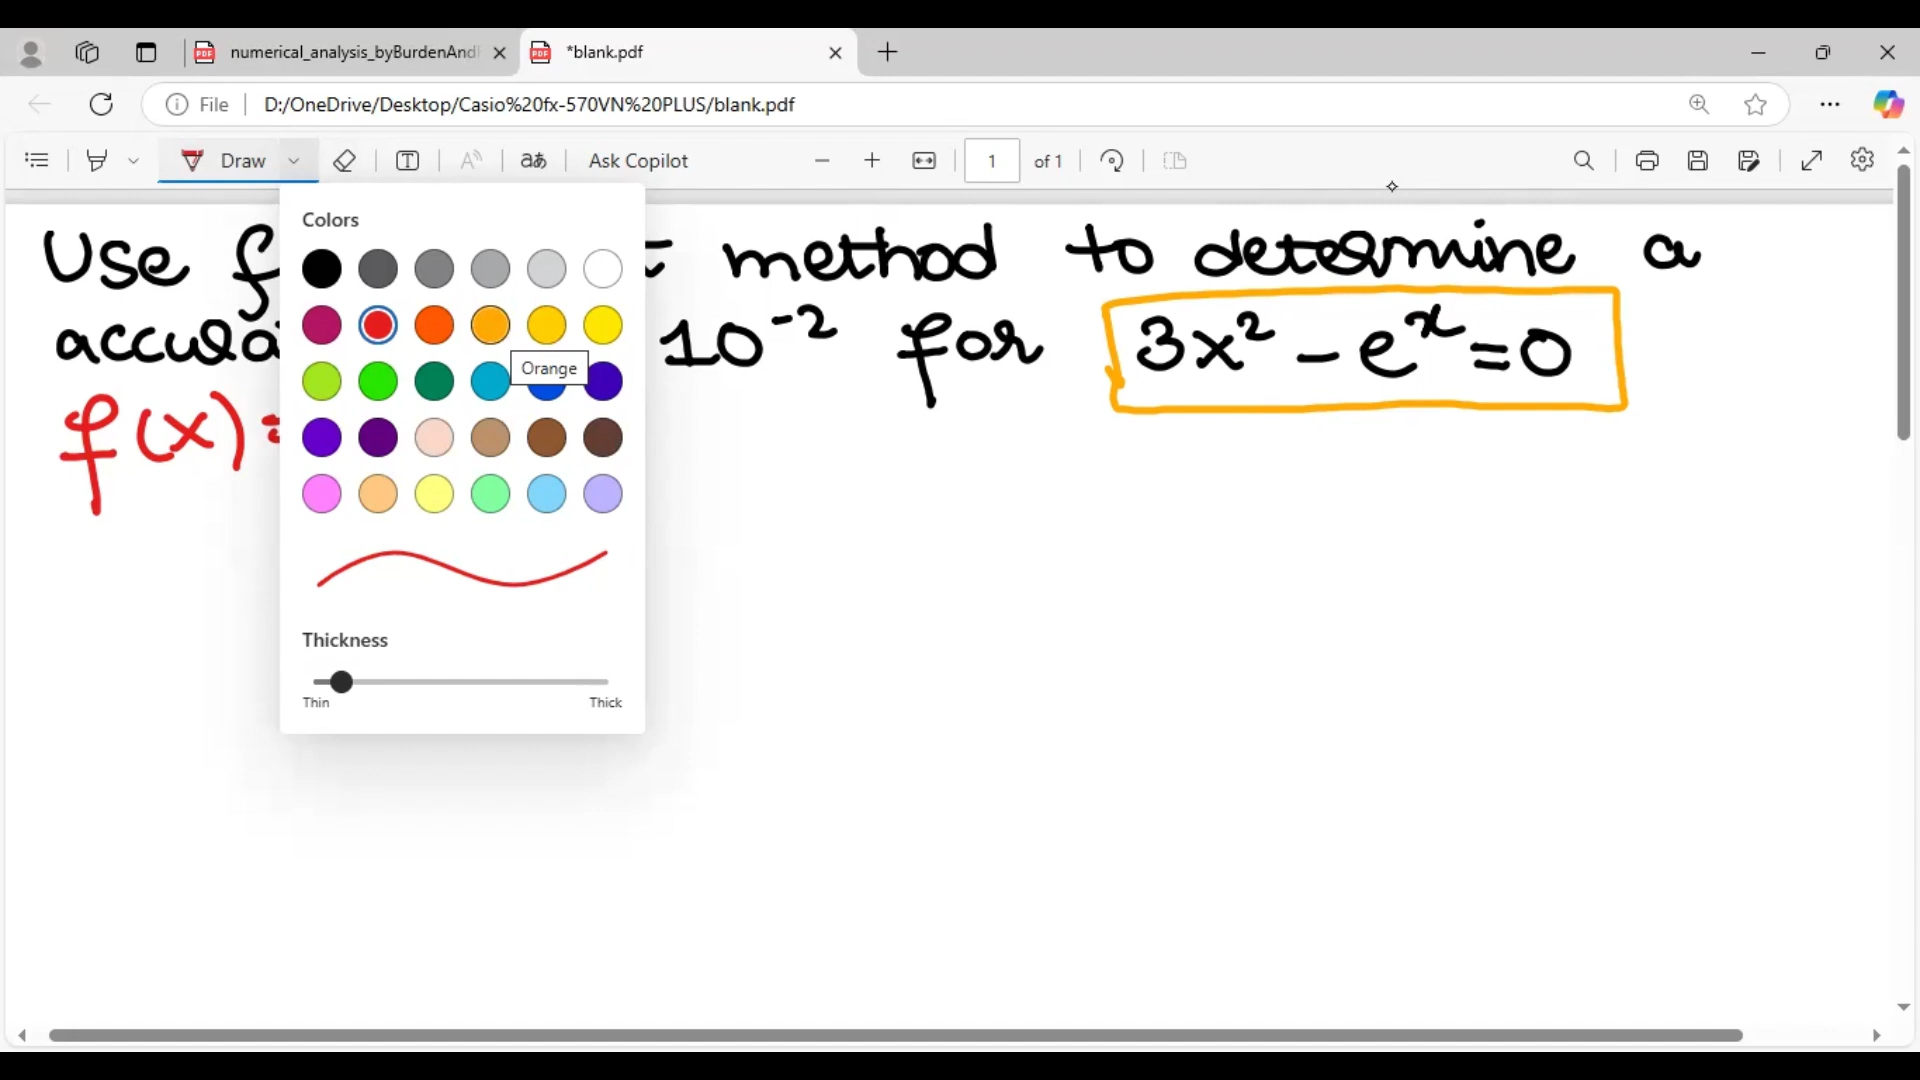 numerical_analysis_byBurdenAnd
*blank.pdf
File D:/OneDrive/Desktop/Casio%20fx-570VN%20PLUS/blank.pdf
Draw Ask Copilot 1 of 1
Colors
Use method to determine a
10⁻² for 3x² - eˣ = 0
Orange
f(x) =
Thickness
Thin Thick